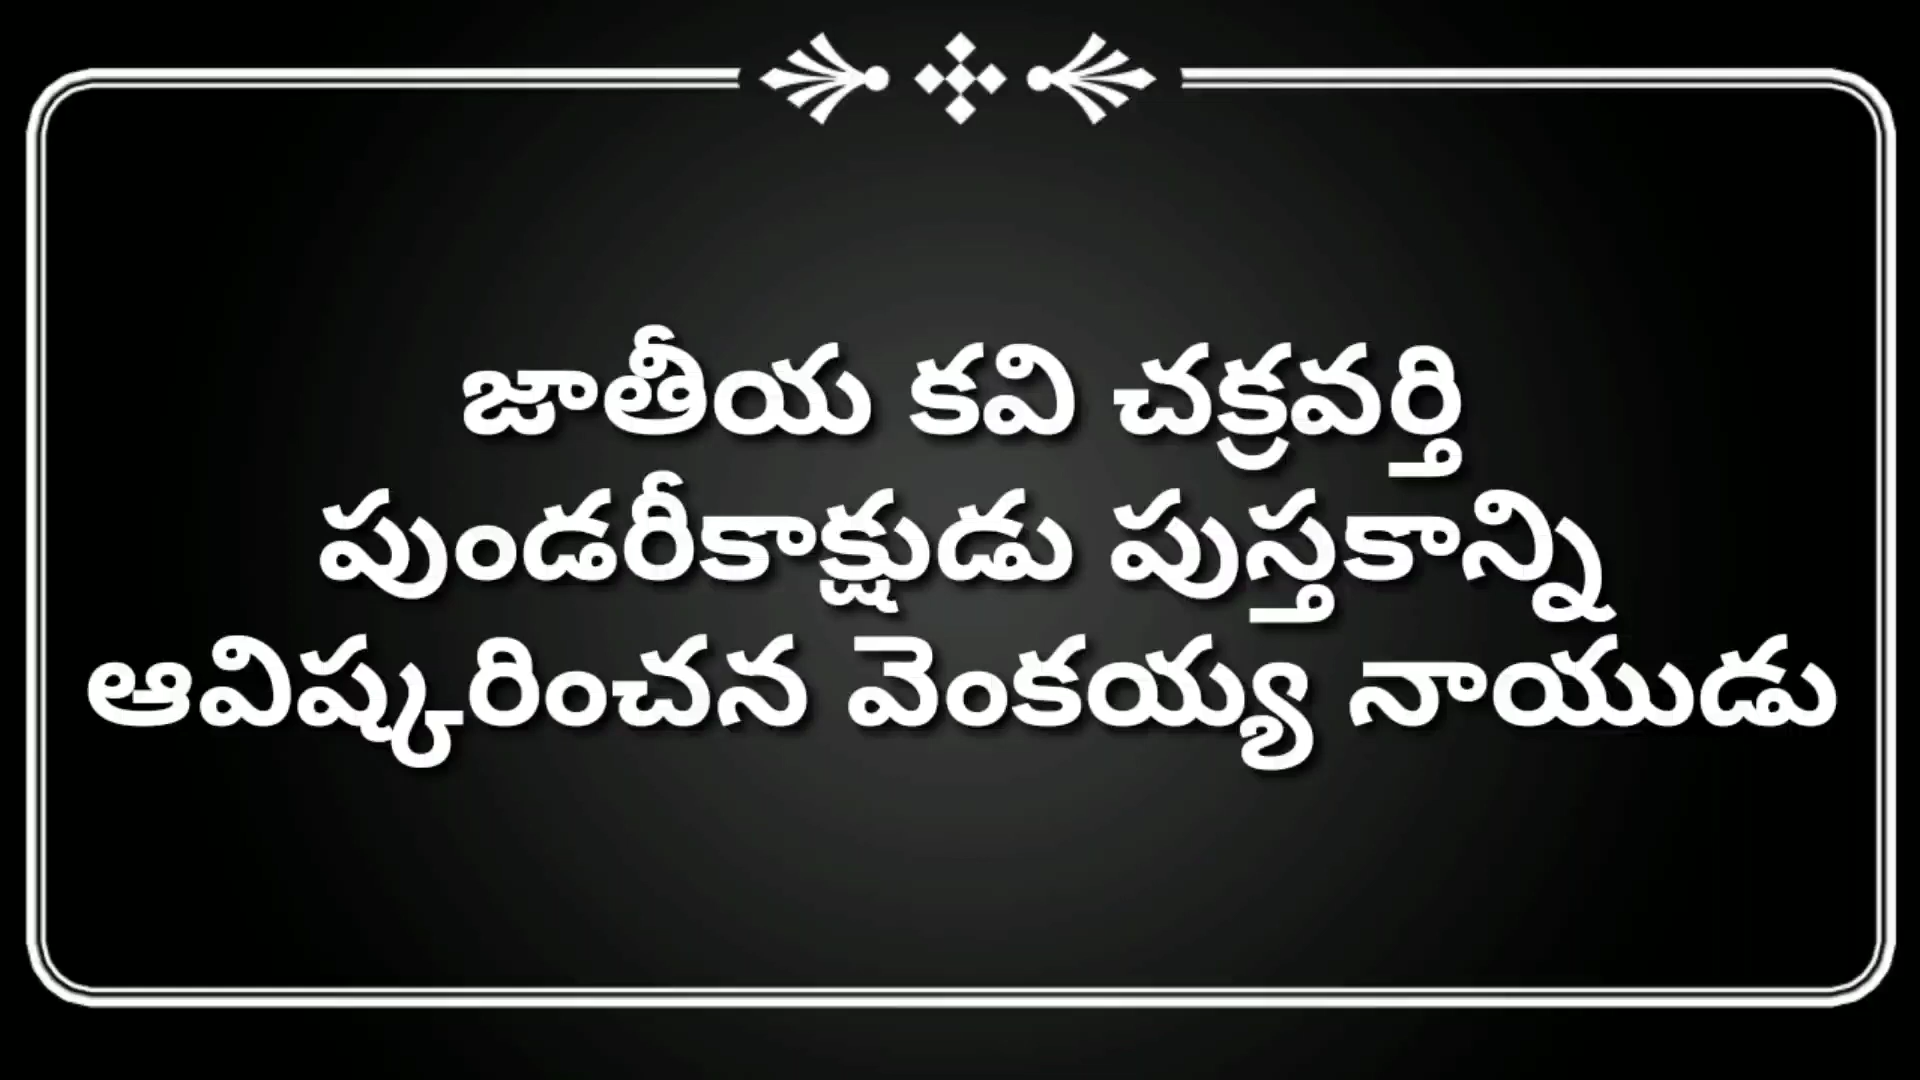 జాతీయ కవి చక్రవర్తి
పుండరీకాక్షుడు పుస్తకాన్ని
ఆవిష్కరించన వెంకయ్య నాయుడు